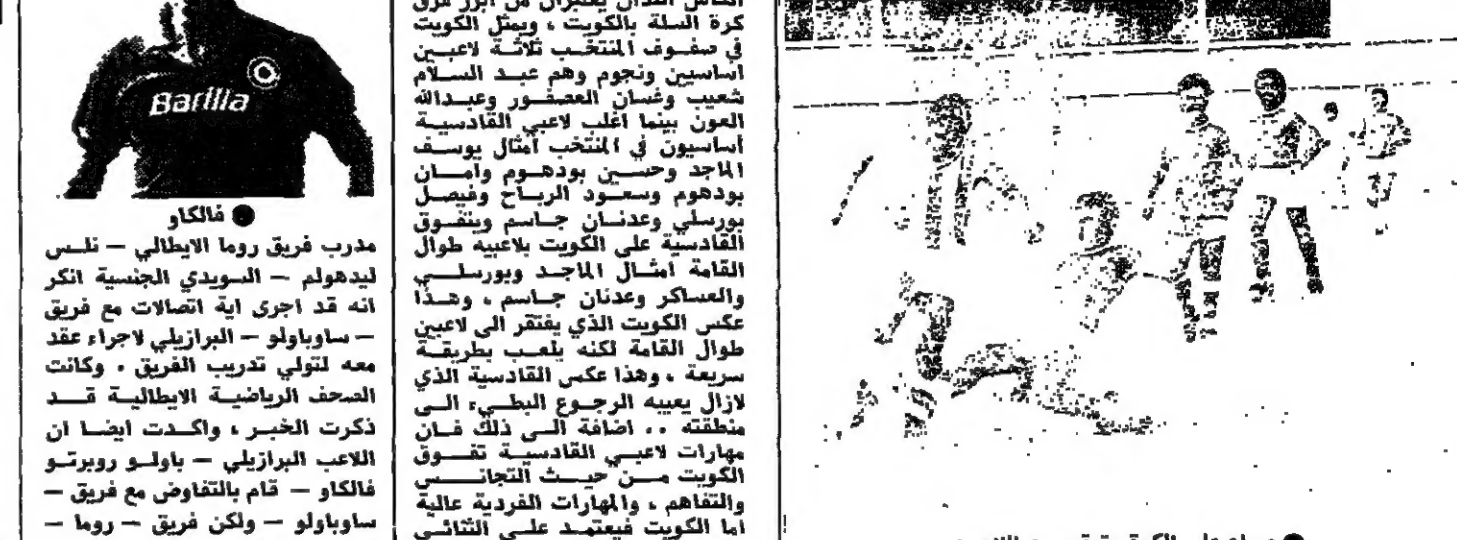 كرة السلة بالكويت ، ويمثل الكويت
في صفوف المنتخب ثلاثة لاعبين
اساسيين ونجوم وهم عبد السلام
شعيب وغسان العصفور وعبدالله
العون بينما اغلب لاعبي القادسية
أساسيون في المنتخب امثال يوسف
الماجد وحسين بودهوم وامان
بودهوم وسعود الرباح وفيصل
بورسلي وعدنان جاسم ويتفوق
القادسية على الكويت بلاعبيه طوال
القامة امثال الماجد وبورسلي
والعساكر وعدنان جاسم ، وهذا
عكس الكويت الذي يفتقر الى لاعبين
طوال القامة لكنه يلعب بطريقة
سريعة ، وهذا عكس القادسية الذي
لازال يعيبه الرجوع البطيء الى
منطقته .. اضافة الى ذلك فان
مهارات لاعبي القادسية تفوق
الكويت من حيث التجانس
والتفاهم ، والمهارات الفردية عالية
اما الكويت فيعتمد على الثنائي
Barilla
● فالكاو
مدرب فريق روما الايطالي — نلس
ليدهولم — السويدي الجنسية انكر
انه قد اجرى اية اتصالات مع فريق
— ساوباولو — البرازيلي لاجراء عقد
معه لتولي تدريب الفريق . وكانت
الصحف الرياضية الايطالية قد
ذكرت الخبر ، واكدت ايضا ان
اللاعب البرازيلي — باولو روبرتو
فالكاو — قام بالتفاوض مع فريق —
ساوباولو — ولكن فريق — روما —